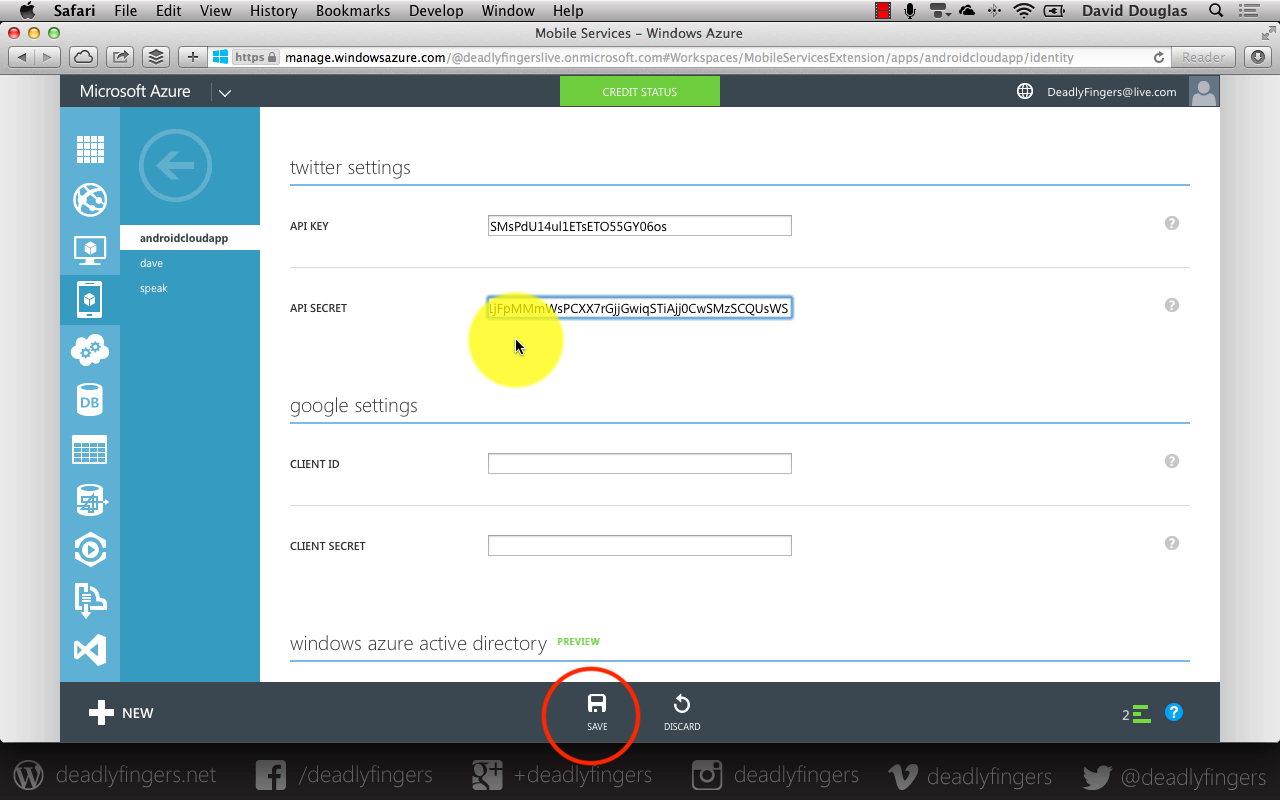 Safari File Edit View History Bookmarks Develop Window Help David Douglas
Mobile Services – Windows Azure
https manage.windowsazure.com/@deadlyfingerslive.onmicrosoft.com#Workspaces/MobileServicesExtension/apps/androidcloudapp/identity Reader
Microsoft Azure CREDIT STATUS DeadlyFingers@live.com
twitter settings
API KEY SMsPdU14ul1ETsETO55GY06os ?
androidcloudapp
dave
speak
API SECRET ljFpMMmWsPCXX7rGjjGwiqSTiAjj0CwSMzSCQUsWS ?
google settings
DB
CLIENT ID ?
CLIENT SECRET ?
windows azure active directory PREVIEW
NEW SAVE DISCARD 2 ?
deadlyfingers.net /deadlyfingers +deadlyfingers deadlyfingers deadlyfingers @deadlyfingers